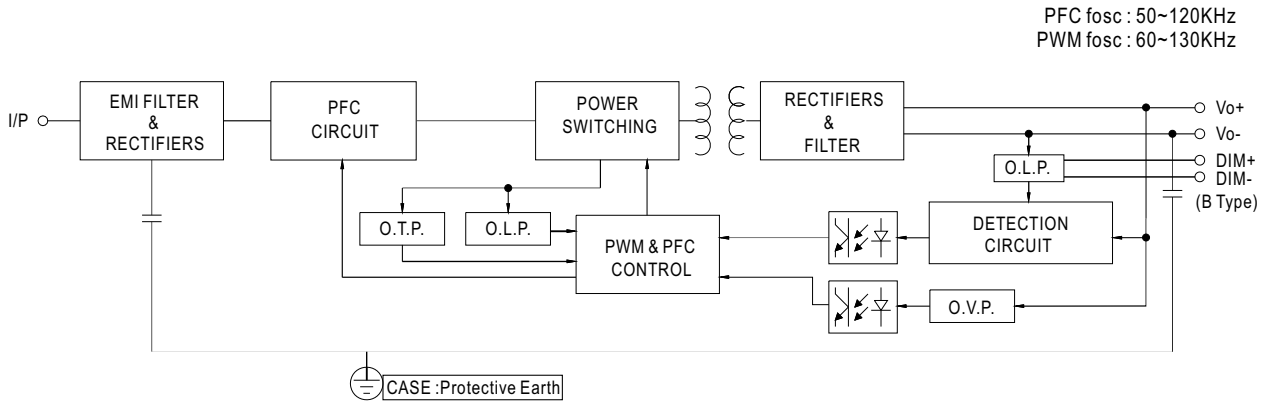 PFC fosc : 50~120KHz
PWM fosc : 60~130KHz
I/P
EMI FILTER
&
RECTIFIERS
PFC
CIRCUIT
POWER
SWITCHING
RECTIFIERS
&
FILTER
Vo+
Vo-
DIM+
DIM-
(B Type)
O.L.P.
O.T.P.
O.L.P.
PWM & PFC
CONTROL
DETECTION
CIRCUIT
O.V.P.
CASE :Protective Earth